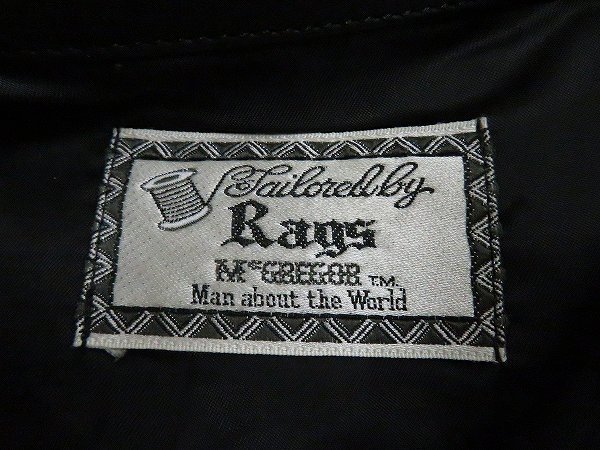 Tailored by
Rags
McGREGOR T.M.
Man about the World